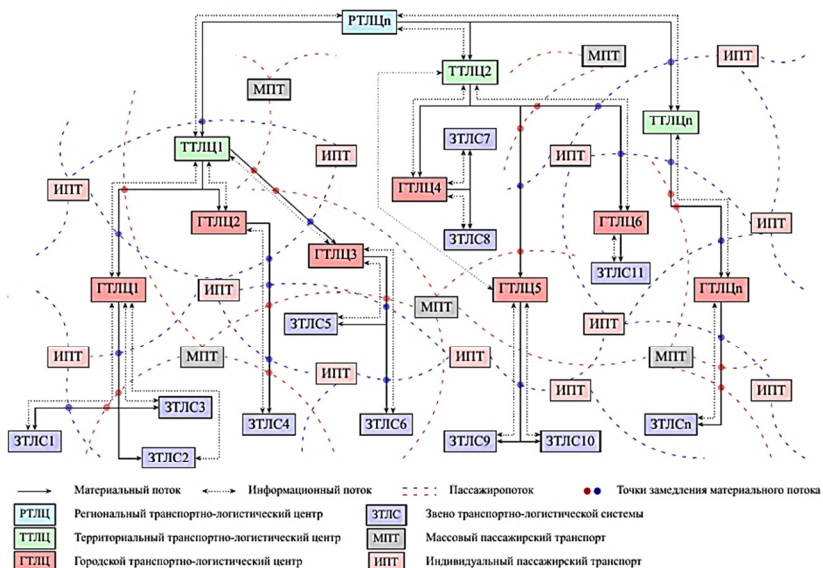 РТЛЦn
ТТЛЦ2
МПТ
ИПТ
МПТ
ТТЛЦn
ТТЛЦ1
ЗТЛС7
ИПТ
ИПТ
ИПТ
ГТЛЦ4
ГТЛЦ2
ГТЛЦ6
ИПТ
ЗТЛС8
ГТЛЦ3
ЗТЛС11
ГТЛЦ1
ИПТ
ГТЛЦ5
ГТЛЦn
МПТ
ЗТЛС5
ИПТ
ИПТ
МПТ
ИПТ
МПТ
ИПТ
ИПТ
ИПТ
ЗТЛС3
ЗТЛС4
ЗТЛС6
ЗТЛСn
ЗТЛС1
ЗТЛС9
ЗТЛС10
ЗТЛС2
Материальный поток Информационный поток Пассажиропоток Точки замедления материального потока
РТЛЦ Региональный транспортно-логистический центр ЗТЛС Звено транспортно-логистической системы
ТТЛЦ Территориальный транспортно-логистический центр МПТ Массовый пассажирский транспорт
ГТЛЦ Городской транспортно-логистический центр ИПТ Индивидуальный пассажирский транспорт